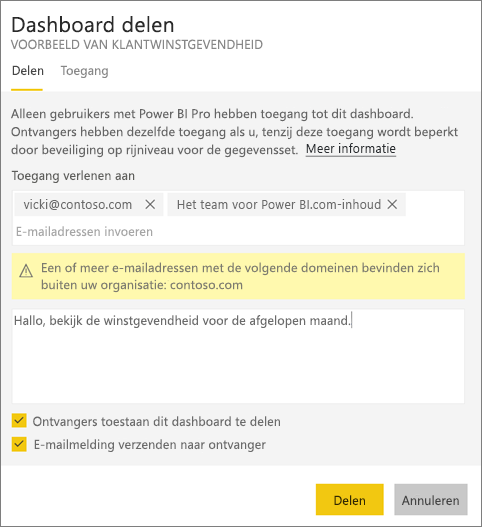 Dashboard delen
VOORBEELD VAN KLANTWINSTGEVENDHEID
Delen Toegang
Alleen gebruikers met Power BI Pro hebben toegang tot dit dashboard.
Ontvangers hebben dezelfde toegang als u, tenzij deze toegang wordt beperkt
door beveiliging op rijniveau voor de gegevensset. Meer informatie
Toegang verlenen aan
vicki@contoso.com Het team voor Power BI.com-inhoud
E-mailadressen invoeren
Een of meer e-mailadressen met de volgende domeinen bevinden zich
buiten uw organisatie: contoso.com
Hallo, bekijk de winstgevendheid voor de afgelopen maand.
Ontvangers toestaan dit dashboard te delen
E-mailmelding verzenden naar ontvanger
Delen Annuleren